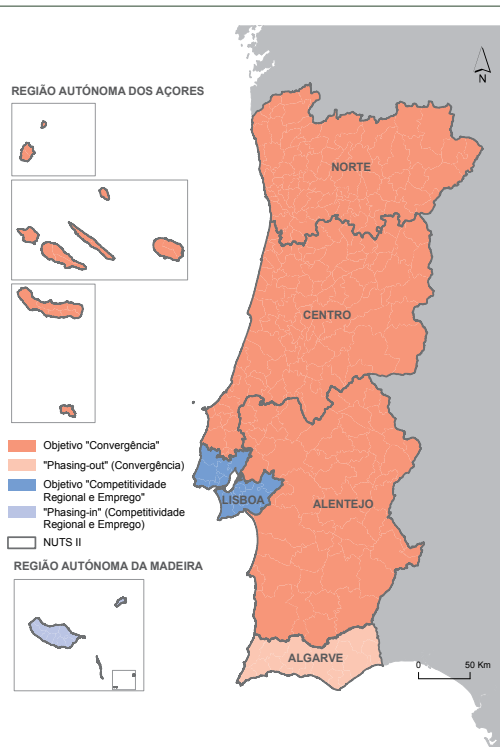 N
REGIÃO AUTÓNOMA DOS AÇORES
NORTE
CENTRO
Objetivo "Convergência"
"Phasing-out" (Convergência)
Objetivo "Competitividade
Regional e Emprego"
"Phasing-in" (Competitividade
Regional e Emprego)
NUTS II
LISBOA
ALENTEJO
REGIÃO AUTÓNOMA DA MADEIRA
ALGARVE
0 50 Km